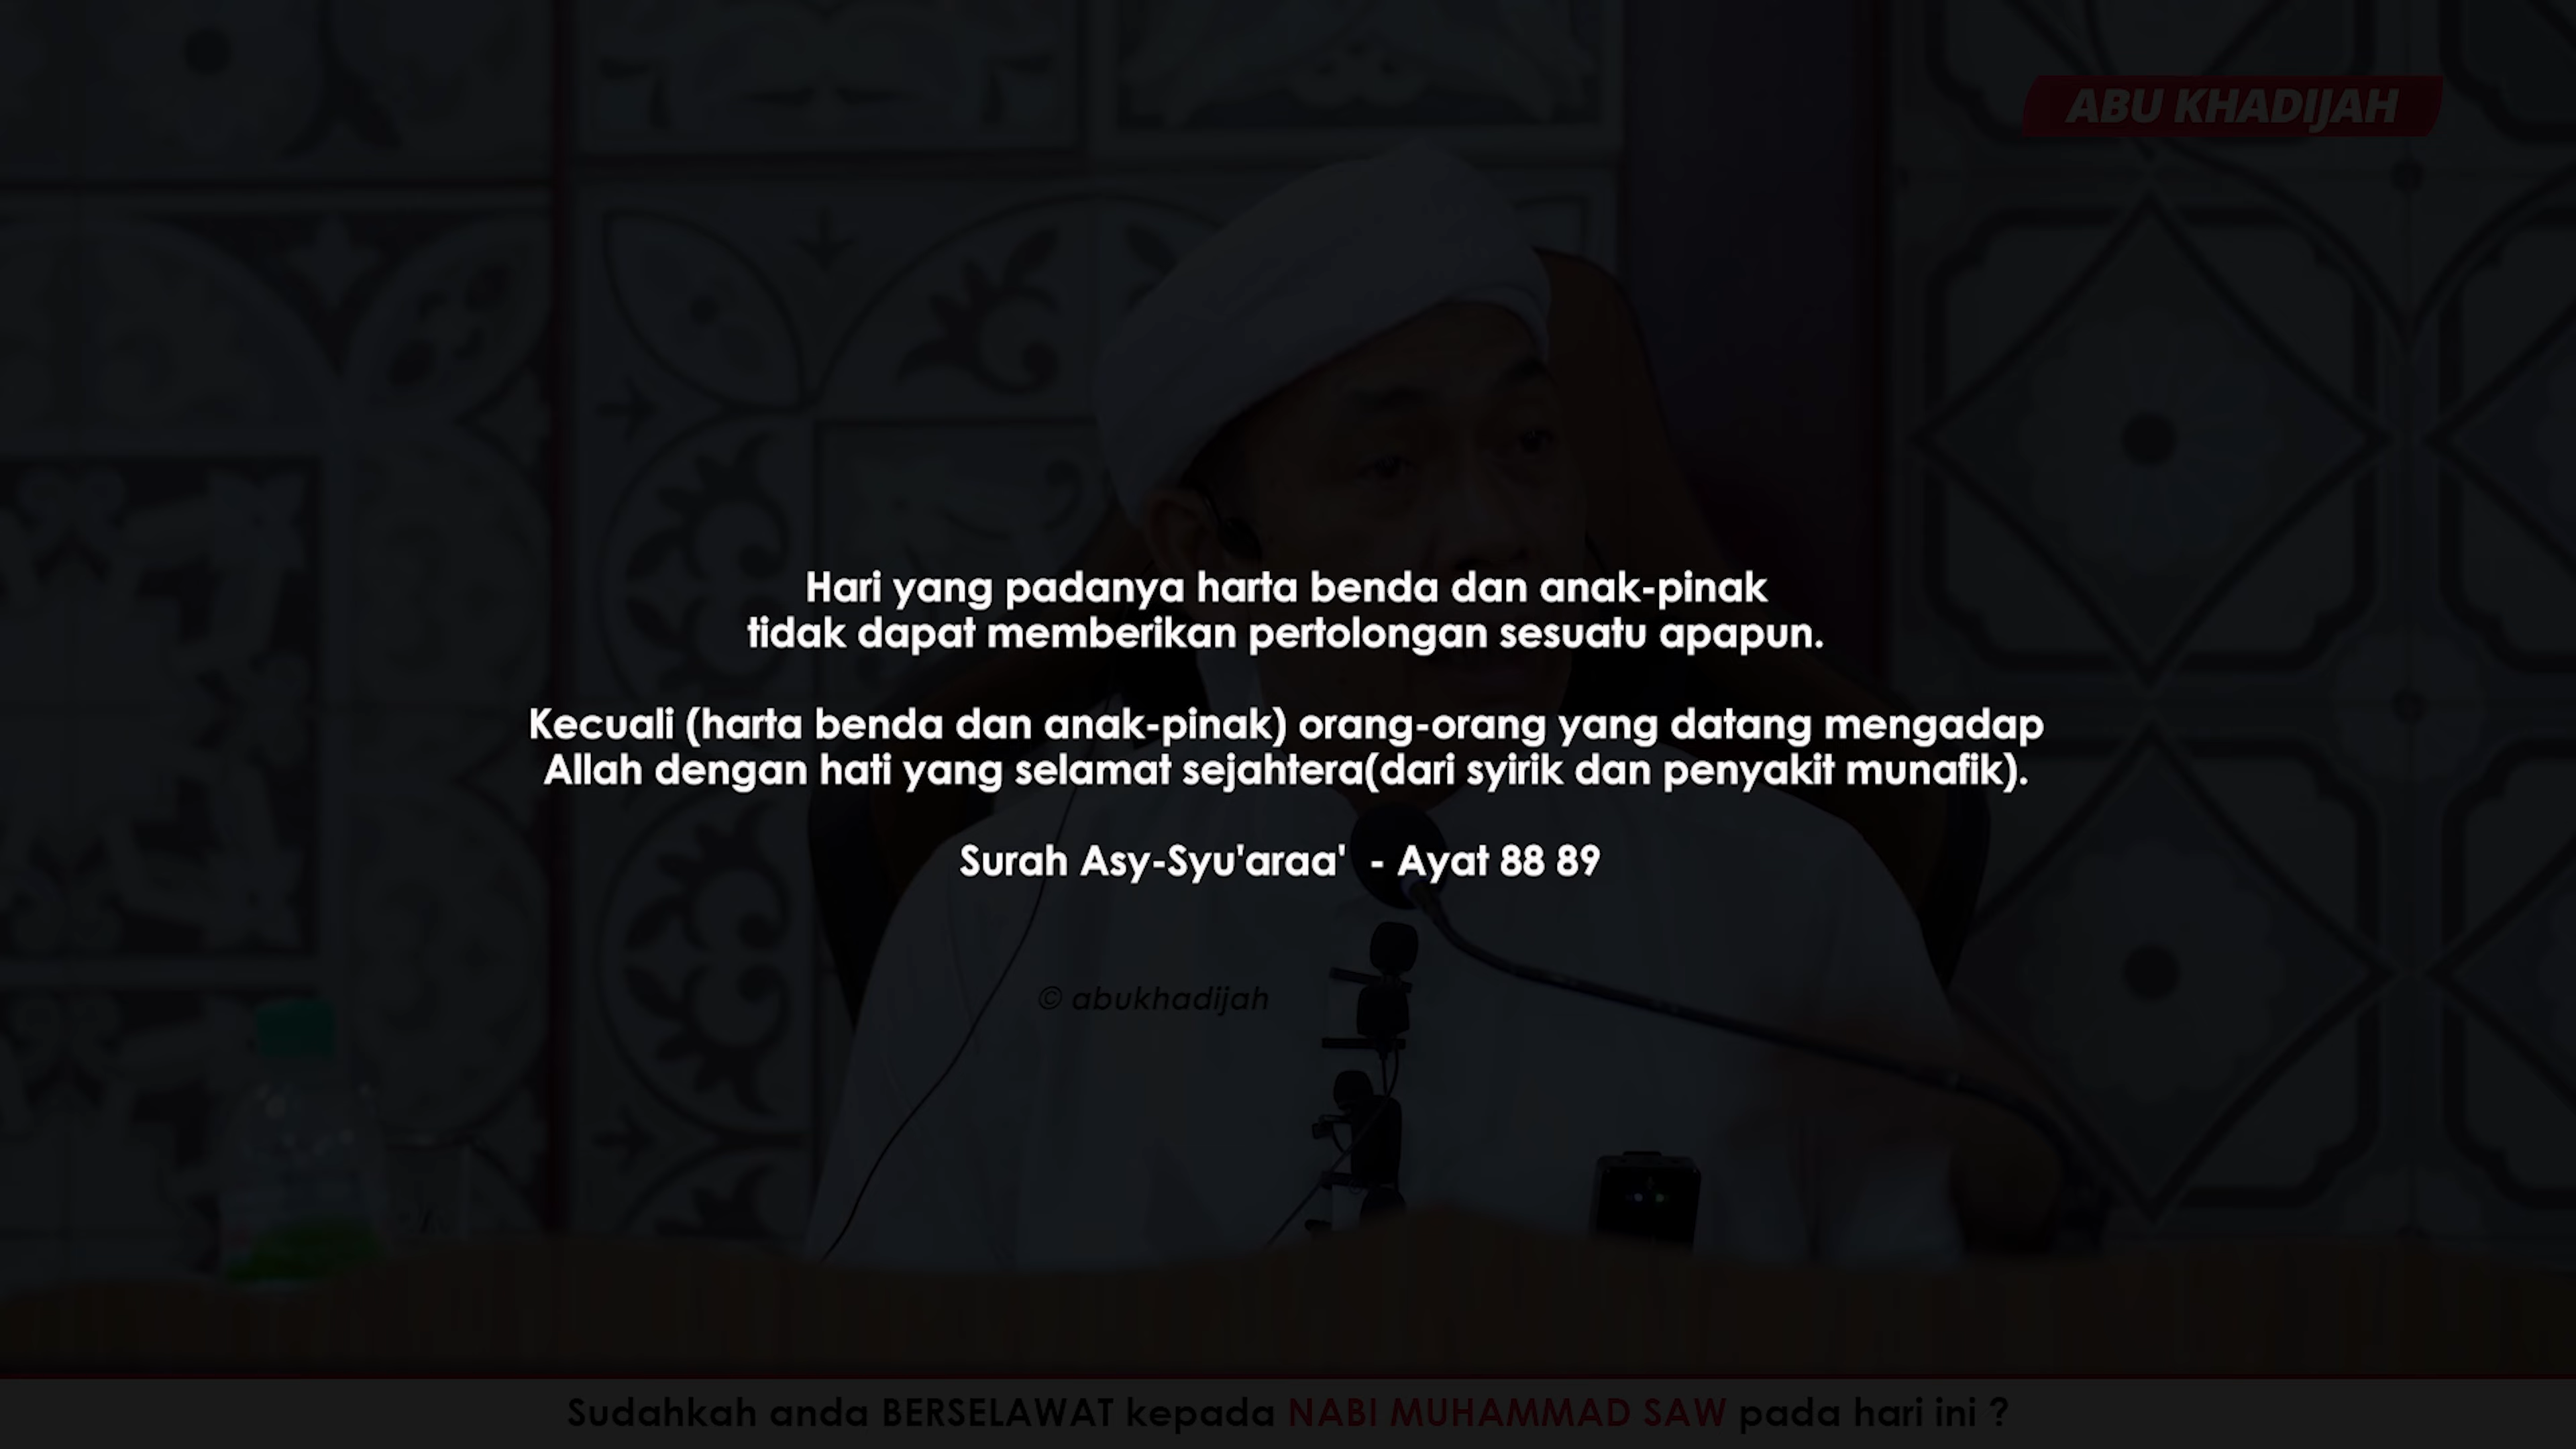 ABU KHADIJAH
Hari yang padanya harta benda dan anak-pinak
tidak dapat memberikan pertolongan sesuatu apapun.
Kecuali (harta benda dan anak-pinak) orang-orang yang datang mengadap
Allah dengan hati yang selamat sejahtera(dari syirik dan penyakit munafik).
Surah Asy-Syu'araa'  - Ayat 88 89
© abukhadijah
Sudahkah anda BERSELAWAT kepada NABI MUHAMMAD SAW pada hari ini ?